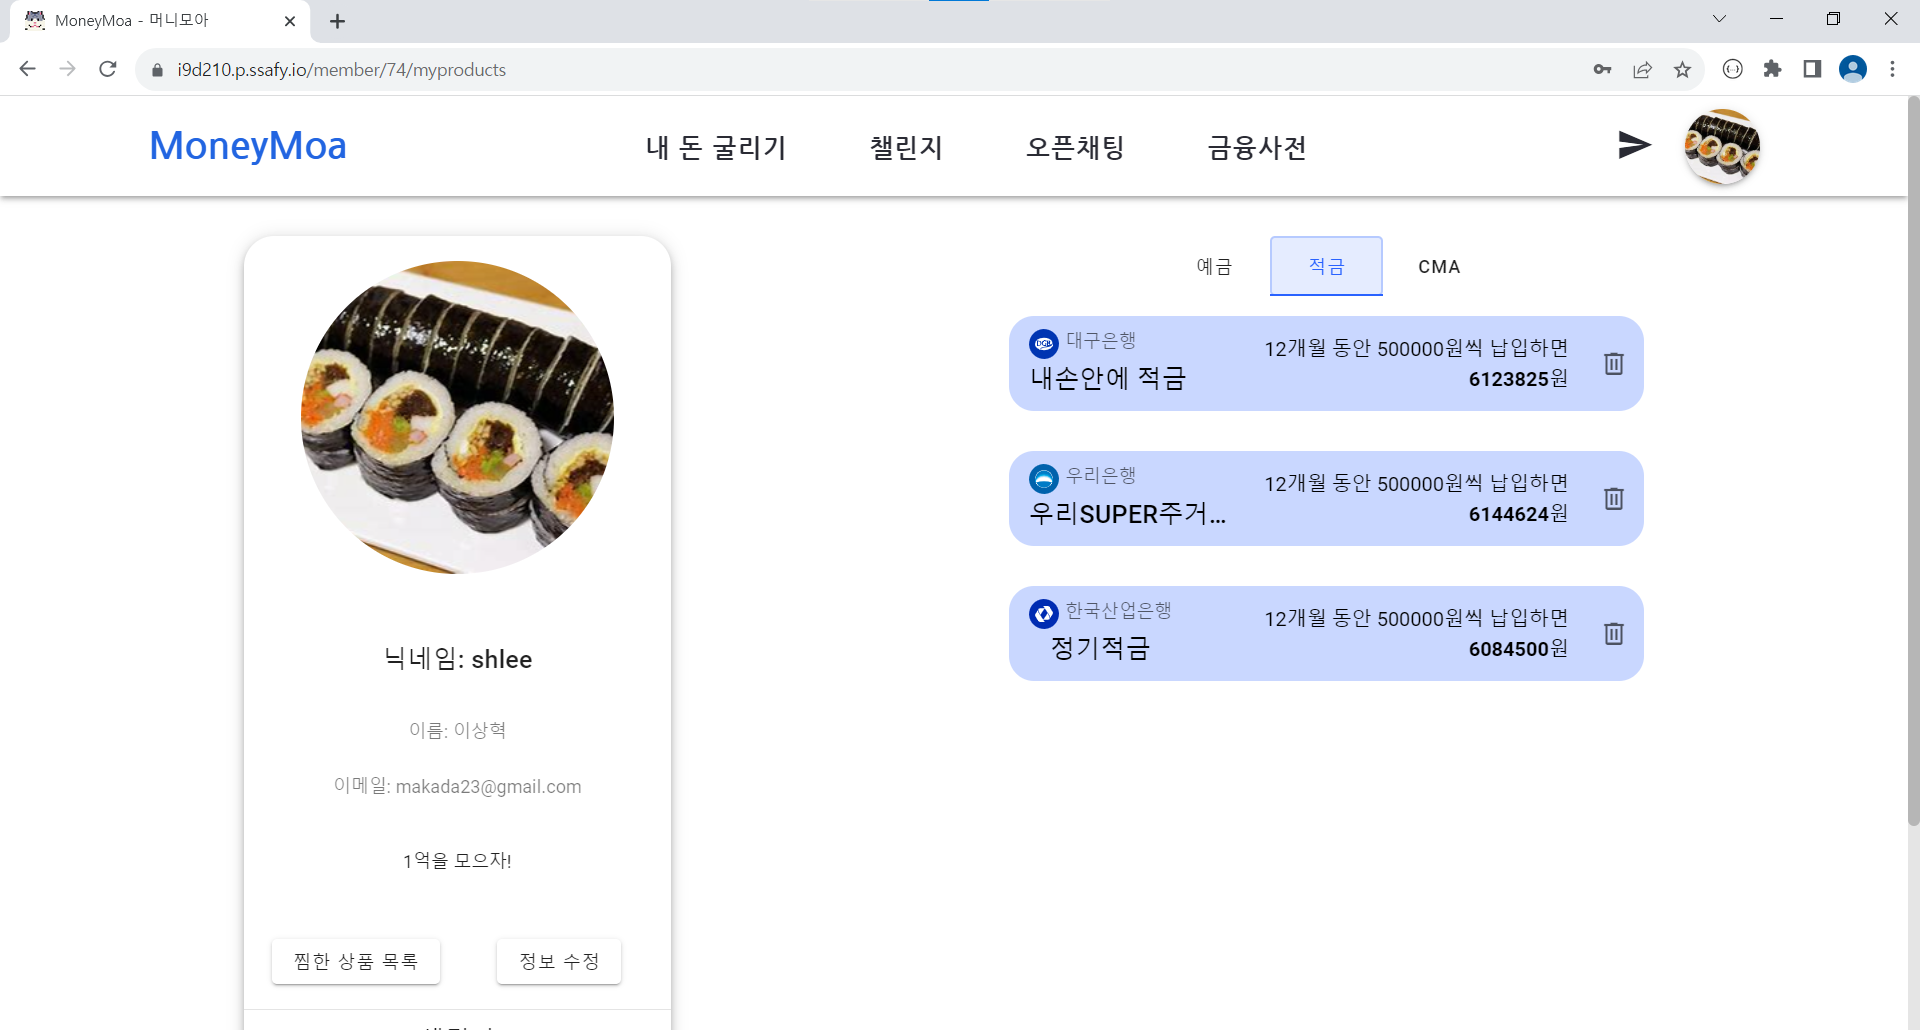 MoneyMoa - 머니모아
i9d210.p.ssafy.io/member/74/myproducts
MoneyMoa
내 돈 굴리기
챌린지
오픈채팅
금융사전
닉네임: shlee
이름: 이상혁
이메일: makada23@gmail.com
1억을 모으자!
찜한 상품 목록
정보 수정
예금
적금
CMA
DGB
대구은행
내손안에 적금
12개월 동안 500000원씩 납입하면
6123825원
우리은행
우리SUPER주거...
12개월 동안 500000원씩 납입하면
6144624원
한국산업은행
정기적금
12개월 동안 500000원씩 납입하면
6084500원